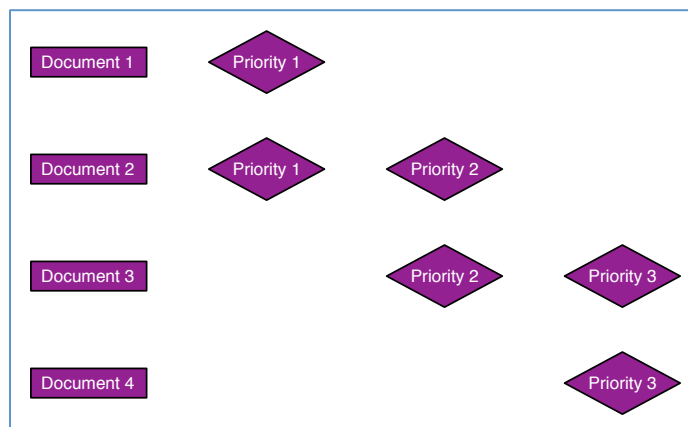 Document 1 Priority 1
Document 2 Priority 1 Priority 2
Document 3 Priority 2 Priority 3
Document 4 Priority 3